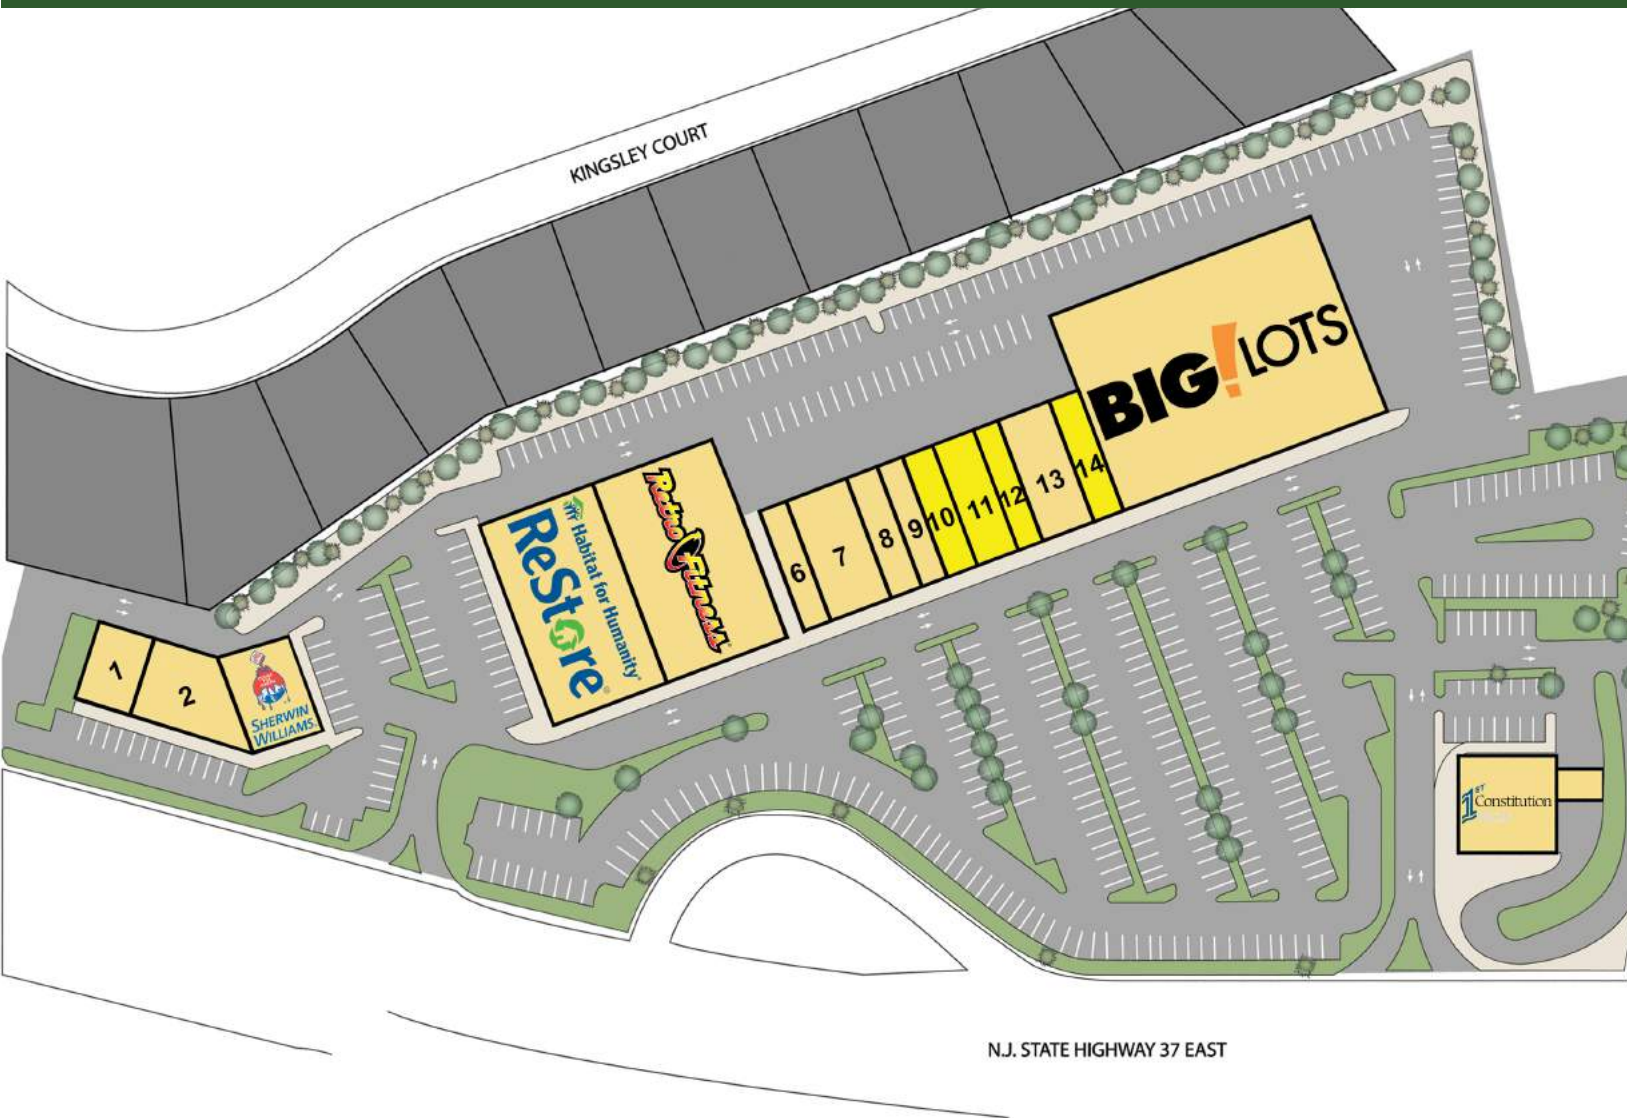 KINGSLEY COURT
BIG!LOTS
Habitat for Humanity®
ReStore®
Retro Fitness
6
7
8
9
10
11
12
13
14
1
2
SHERWIN
WILLIAMS.
1ST
Constitution
N.J. STATE HIGHWAY 37 EAST